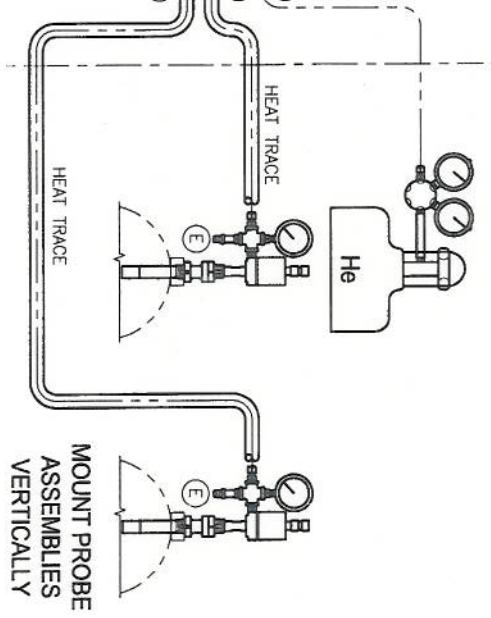 HEAT TRACE
HEAT TRACE
He
E
E
MOUNT PROBE
ASSEMBLIES
VERTICALLY